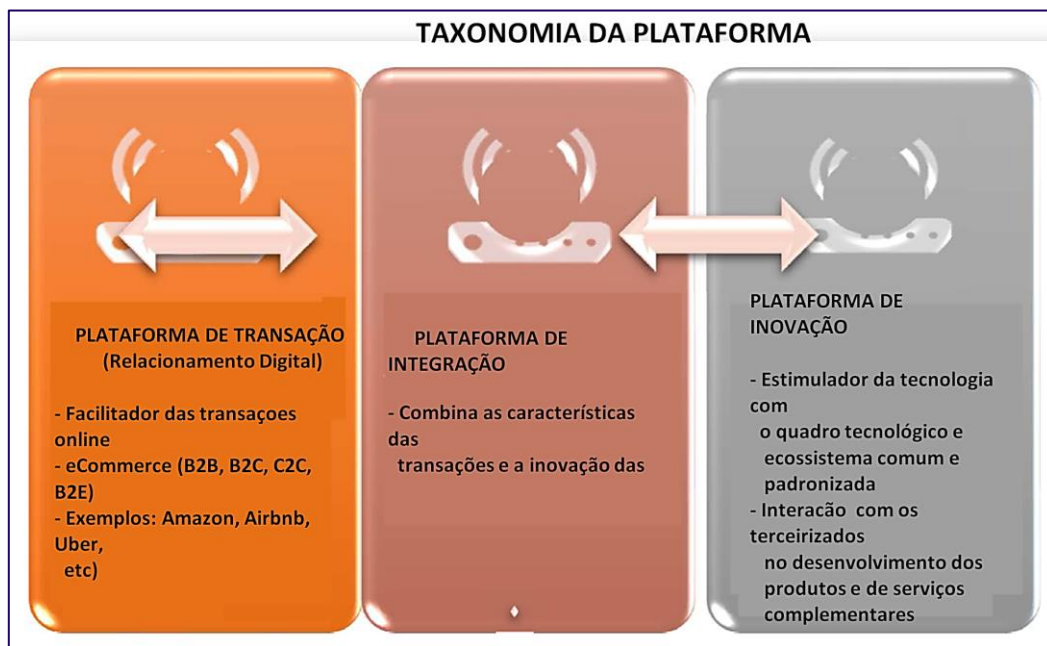 TAXONOMIA DA PLATAFORMA
PLATAFORMA DE TRANSAÇÃO
(Relacionamento Digital)
- Facilitador das transaçoes
online
- eCommerce (B2B, B2C, C2C,
B2E)
- Exemplos: Amazon, Airbnb,
Uber,
etc)
PLATAFORMA DE
INTEGRAÇÃO
- Combina as características
das
transações e a inovação das
PLATAFORMA DE
INOVAÇÃO
- Estimulador da tecnologia
com
o quadro tecnológico e
ecossistema comum e
padronizada
- Interacão com os
terceirizados
no desenvolvimento dos
produtos e de serviços
complementares